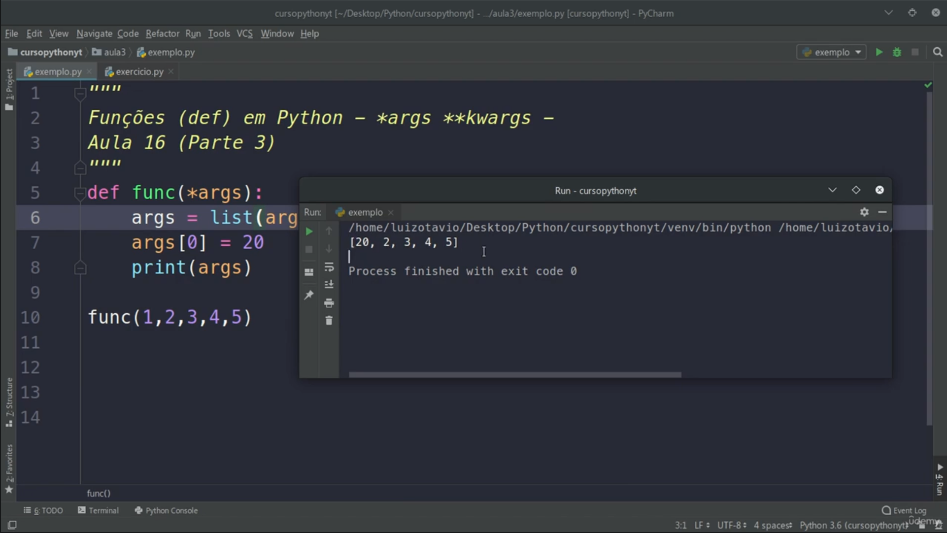 cursopythonyt [~/Desktop/Python/cursopythonyt] - .../aula3/exemplo.py [cursopythonyt] - PyCharm
File Edit View Navigate Code Refactor Run Tools VCS Window Help
cursopythonyt aula3 exemplo.py exemplo
exemplo.py exercicio.py
1: Project
1 """
2 Funções (def) em Python - *args **kwargs -
3 Aula 16 (Parte 3)
4 """
5 def func(*args):
6 args = list(arg
7 args[0] = 20
8 print(args)
9
10 func(1,2,3,4,5)
11
12
13
14
Run - cursopythonyt
Run: exemplo
/home/luizotavio/Desktop/Python/cursopythonyt/venv/bin/python /home/luizotavio/
[20, 2, 3, 4, 5]
Process finished with exit code 0
7: Structure
2: Favorites
4: Run
func()
6: TODO Terminal Python Console Event Log
3:1 LF UTF-8 4 spaces Python 3.6 (cursopythonyt)
udemy